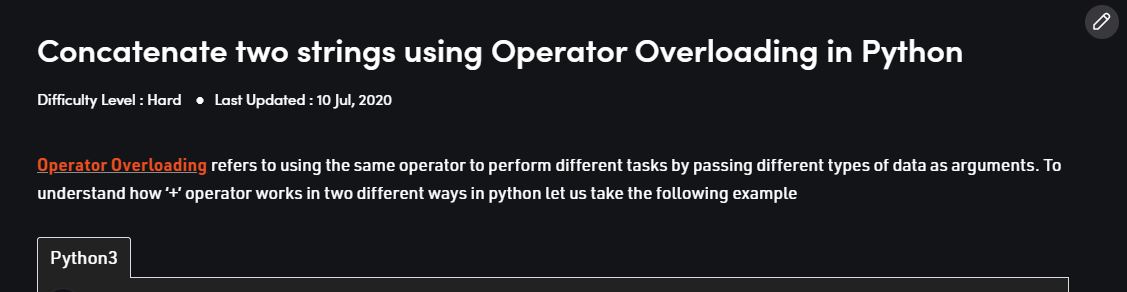 Concatenate two strings using Operator Overloading in Python
Difficulty Level : Hard ● Last Updated : 10 Jul, 2020
Operator Overloading refers to using the same operator to perform different tasks by passing different types of data as arguments. To
understand how ‘+’ operator works in two different ways in python let us take the following example
Python3